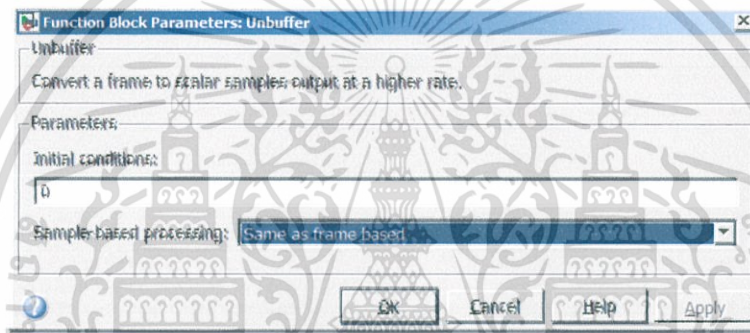 Function Block Parameters: Unbuffer
Unbuffer
Convert a frame to scalar samples output at a higher rate.
Parameters
Initial conditions:
0
Sample-based processing: Same as frame based
OK Cancel Help Apply